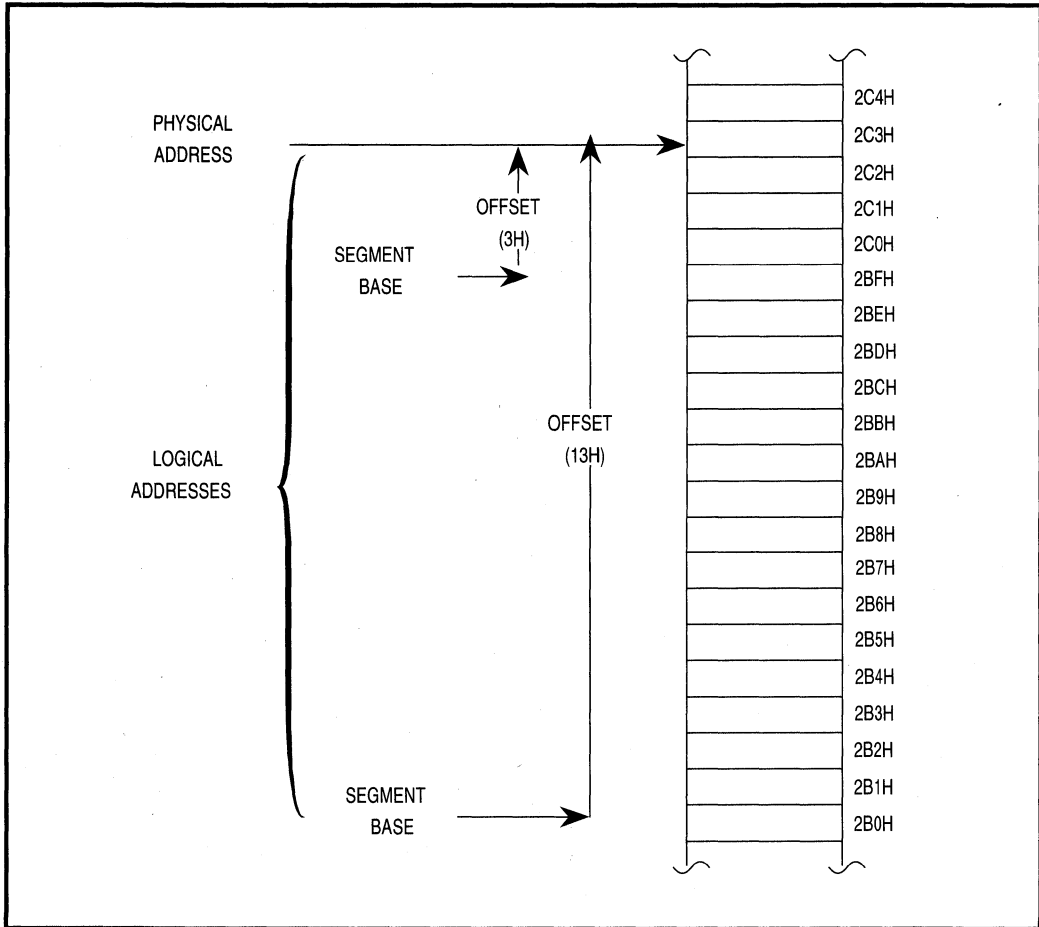 PHYSICAL
ADDRESS
OFFSET
(3H)
SEGMENT
BASE
OFFSET
(13H)
LOGICAL
ADDRESSES
SEGMENT
BASE
2C4H
2C3H
2C2H
2C1H
2C0H
2BFH
2BEH
2BDH
2BCH
2BBH
2BAH
2B9H
2B8H
2B7H
2B6H
2B5H
2B4H
2B3H
2B2H
2B1H
2B0H